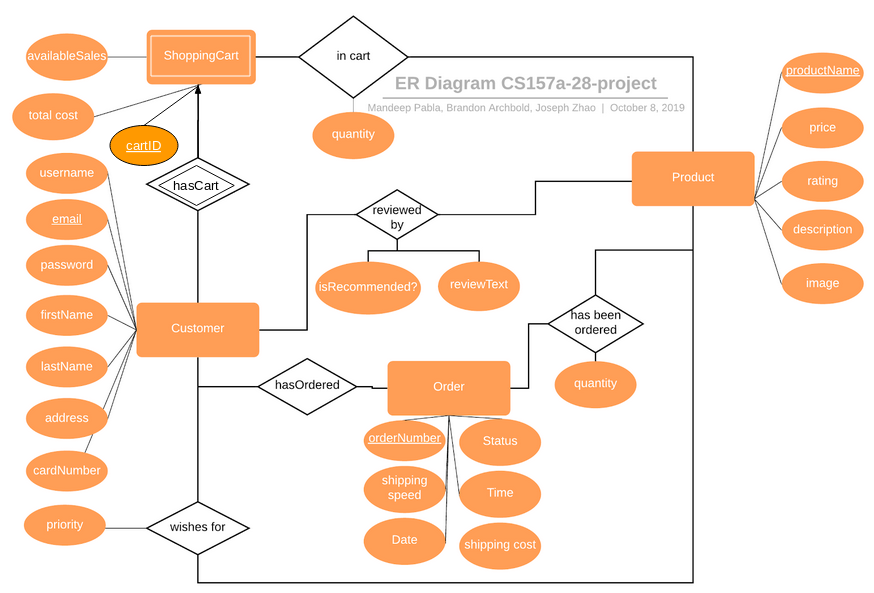 availableSales
ShoppingCart
in cart
ER Diagram CS157a-28-project
Mandeep Pabla, Brandon Archbold, Joseph Zhao | October 8, 2019
productName
total cost
cartID
quantity
price
username
hasCart
Product
rating
email
reviewed
by
description
password
isRecommended?
reviewText
image
firstName
Customer
has been
ordered
lastName
hasOrdered
Order
quantity
address
orderNumber
Status
cardNumber
shipping
speed
Time
priority
wishes for
Date
shipping cost